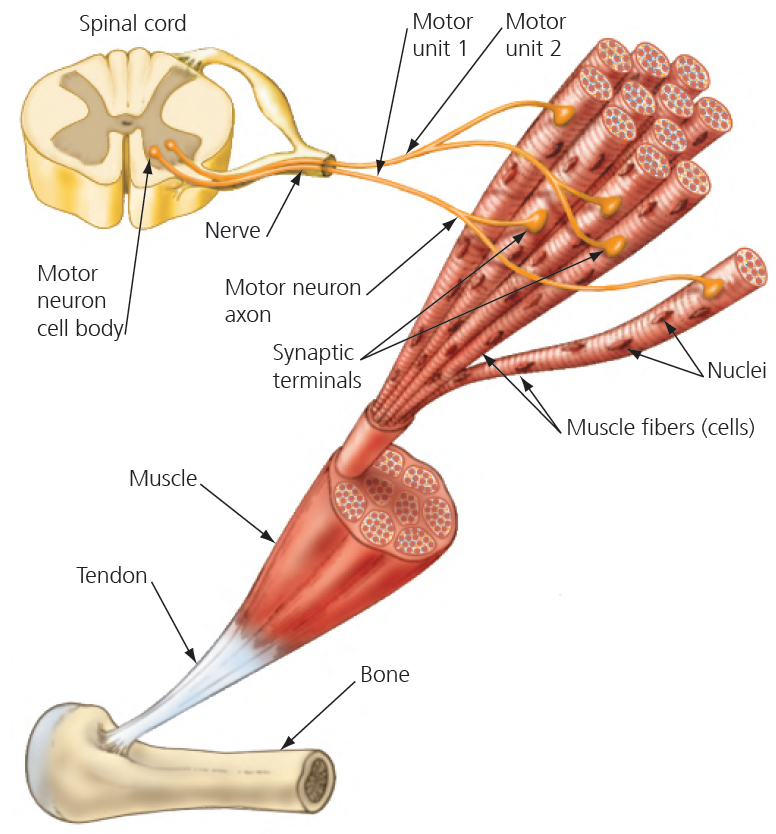 Spinal cord
Motor
unit 1
Motor
unit 2
Nerve
Motor
neuron
cell body
Motor neuron
axon
Synaptic
terminals
Nuclei
Muscle fibers (cells)
Muscle
Tendon
Bone